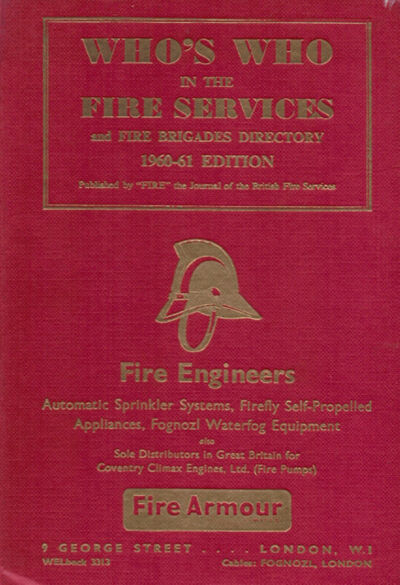 WHO'S WHO
IN THE
FIRE SERVICES
and FIRE BRIGADES DIRECTORY
1960-61 EDITION
Published by "FIRE" the Journal of the British Fire Services
Fire Engineers
Automatic Sprinkler Systems, Firefly Self-Propelled
Appliances, Fognozl Waterfog Equipment
also
Sole Distributors in Great Britain for
Coventry Climax Engines, Ltd. (Fire Pumps)
Fire Armour
9 GEORGE STREET . . . . LONDON, W.1
WELbeck 3313 Cables: FOGNOZL, LONDON